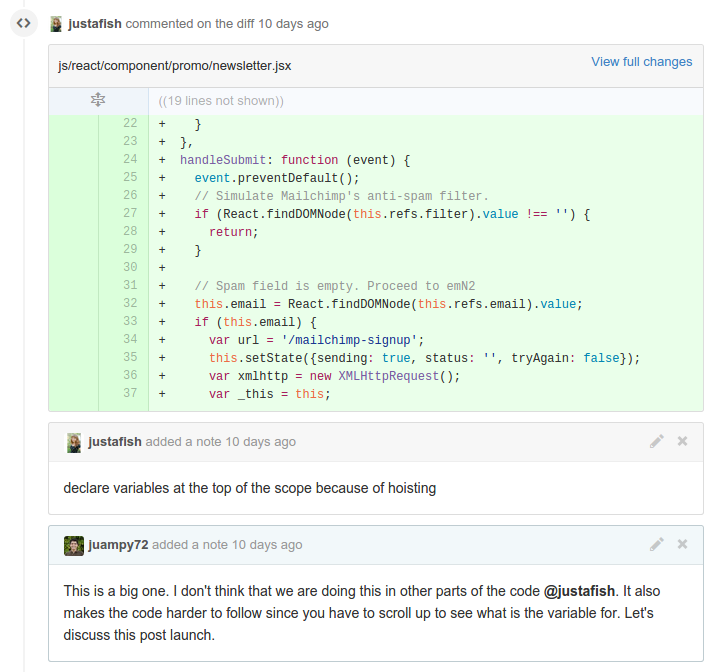 justafish commented on the diff 10 days ago
js/react/component/promo/newsletter.jsx View full changes
((19 lines not shown))
22 + }
23 + },
24 + handleSubmit: function (event) {
25 + event.preventDefault();
26 + // Simulate Mailchimp's anti-spam filter.
27 + if (React.findDOMNode(this.refs.filter).value !== '') {
28 + return;
29 + }
30 +
31 + // Spam field is empty. Proceed to emN2
32 + this.email = React.findDOMNode(this.refs.email).value;
33 + if (this.email) {
34 + var url = '/mailchimp-signup';
35 + this.setState({sending: true, status: '', tryAgain: false});
36 + var xmlhttp = new XMLHttpRequest();
37 + var _this = this;
justafish added a note 10 days ago
declare variables at the top of the scope because of hoisting
juampy72 added a note 10 days ago
This is a big one. I don't think that we are doing this in other parts of the code @justafish. It also
makes the code harder to follow since you have to scroll up to see what is the variable for. Let's
discuss this post launch.